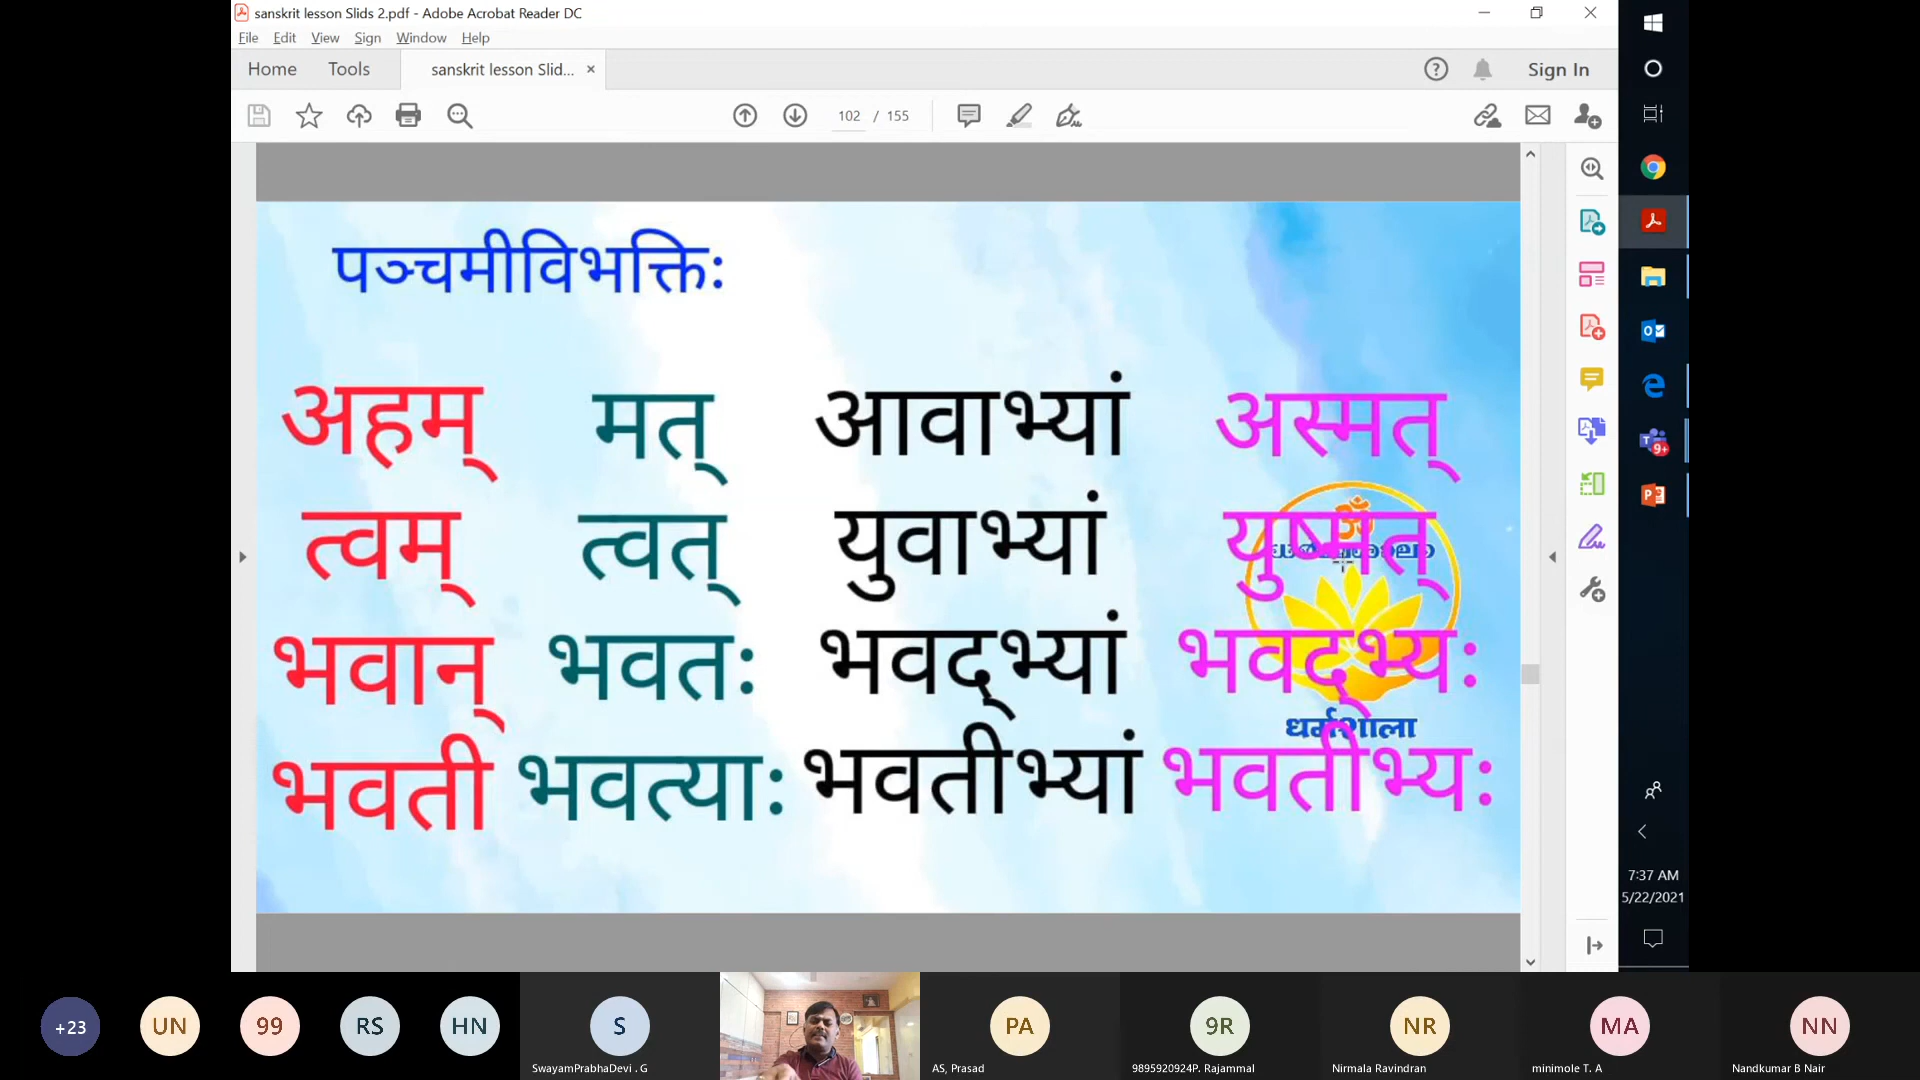 sanskrit lesson Slids 2.pdf - Adobe Acrobat Reader DC
File Edit View Sign Window Help
Home Tools sanskrit lesson Slid... × Sign In
102 / 155
पञ्चमीविभक्तिः
अहम् मत् आवाभ्यां अस्मत्
त्वम् त्वत् युवाभ्यां युष्मत्
भवान् भवतः भवद्भ्यां भवद्भ्यः
धर्मशाला
भवती भवत्याः भवतीभ्यां भवतीभ्यः
9+
7:37 AM
5/22/2021
+23 UN 99 RS HN S PA 9R NR MA NN
SwayamPrabhaDevi . G AS, Prasad 9895920924P. Rajammal Nirmala Ravindran minimole T. A Nandkumar B Nair